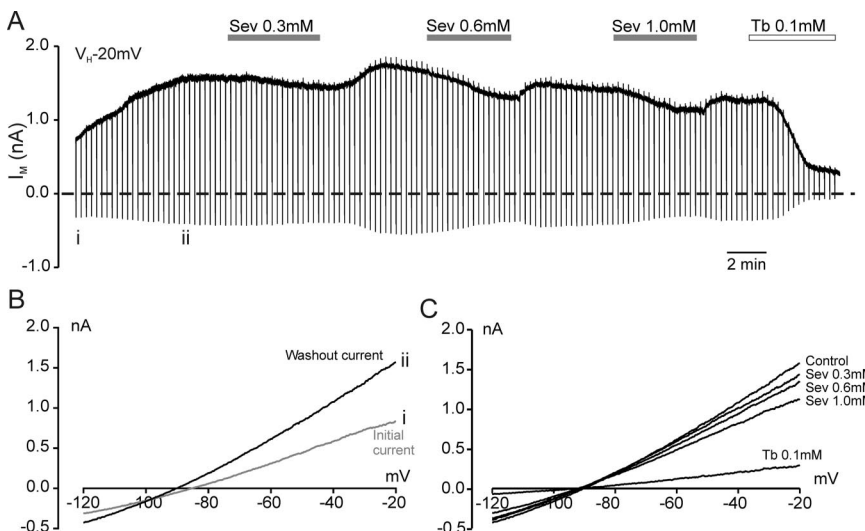 A
Sev 0.3mM
Sev 0.6mM
Sev 1.0mM
Tb 0.1mM
VH-20mV
2.0
1.0
0.0
-1.0
IM (nA)
i
ii
2 min
B
nA
2.0
1.5
1.0
0.5
0.0
-0.5
Washout current
ii
i
Initial
current
mV
-120
-100
-80
-60
-40
-20
C
nA
2.0
1.5
1.0
0.5
0.0
-0.5
Control
Sev 0.3mM
Sev 0.6mM
Sev 1.0mM
Tb 0.1mM
mV
-120
-100
-80
-60
-40
-20